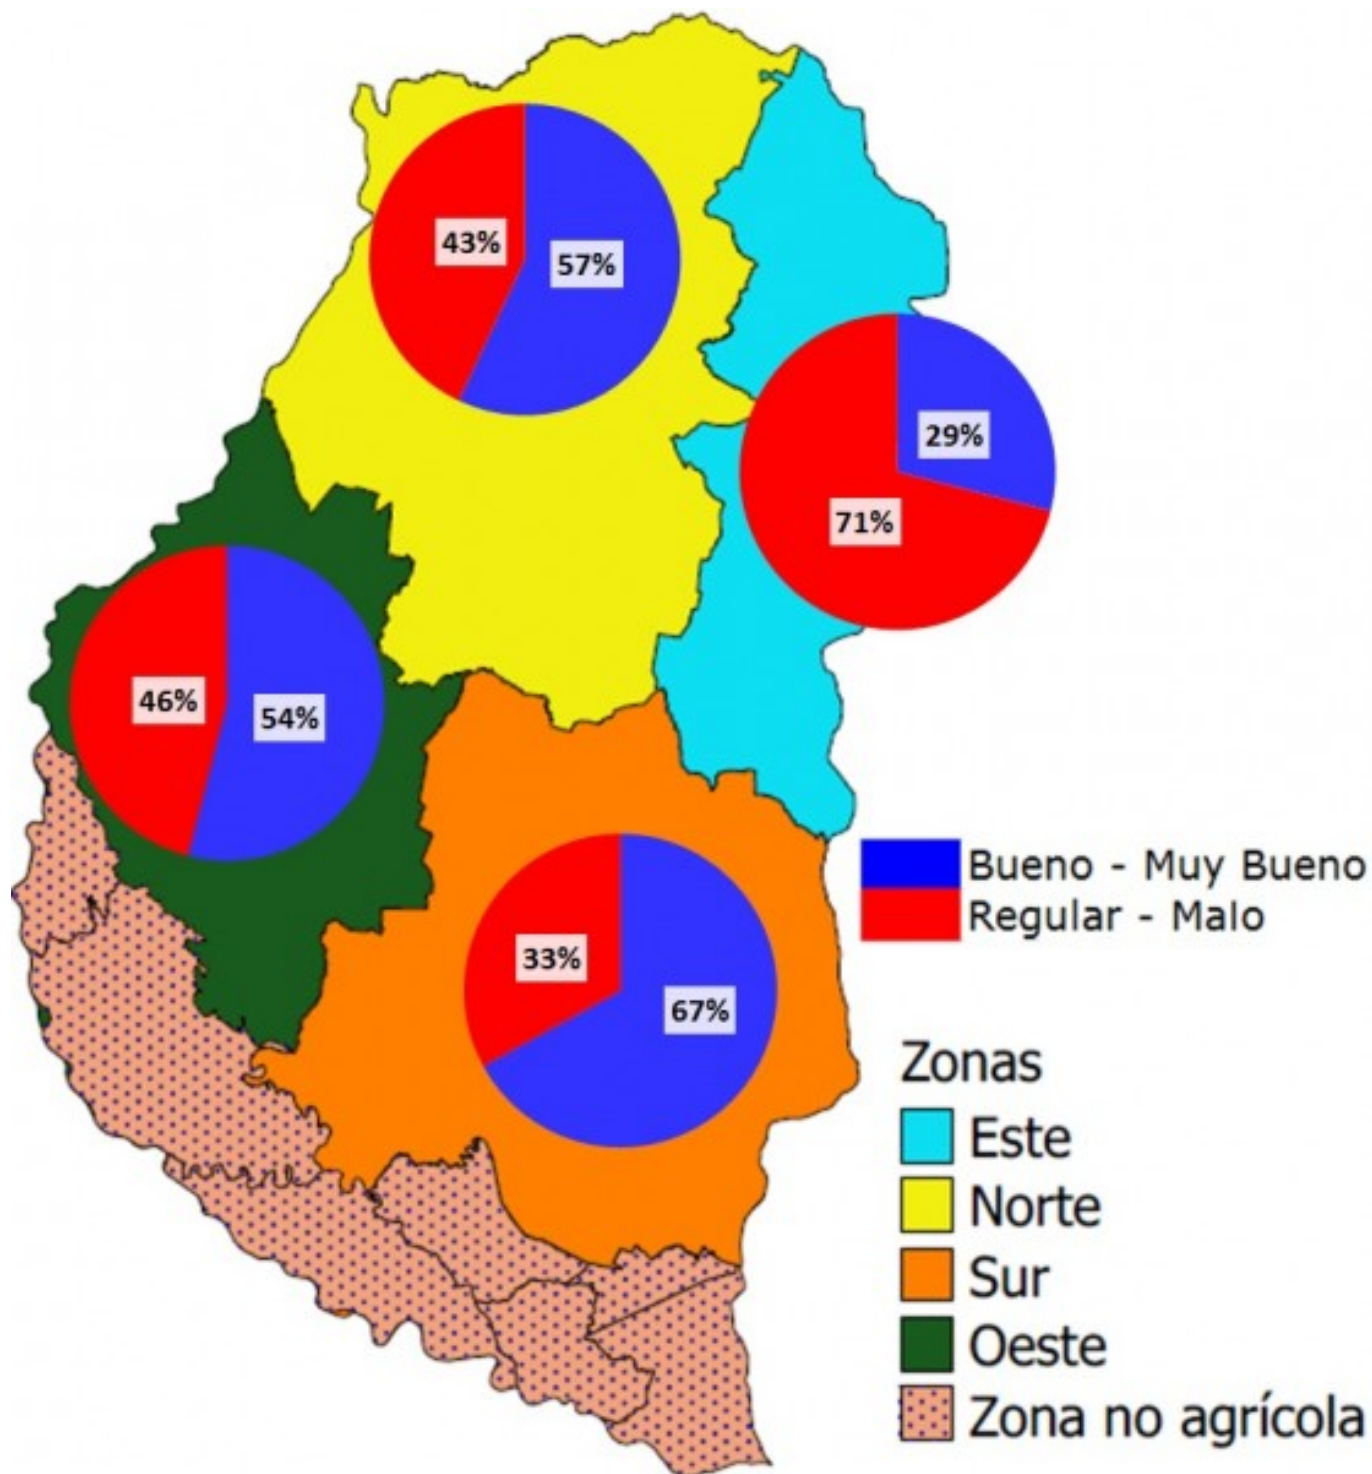 43%
57%
29%
71%
46%
54%
33%
67%
Bueno - Muy Bueno
Regular - Malo
Zonas
Este
Norte
Sur
Oeste
Zona no agrícola